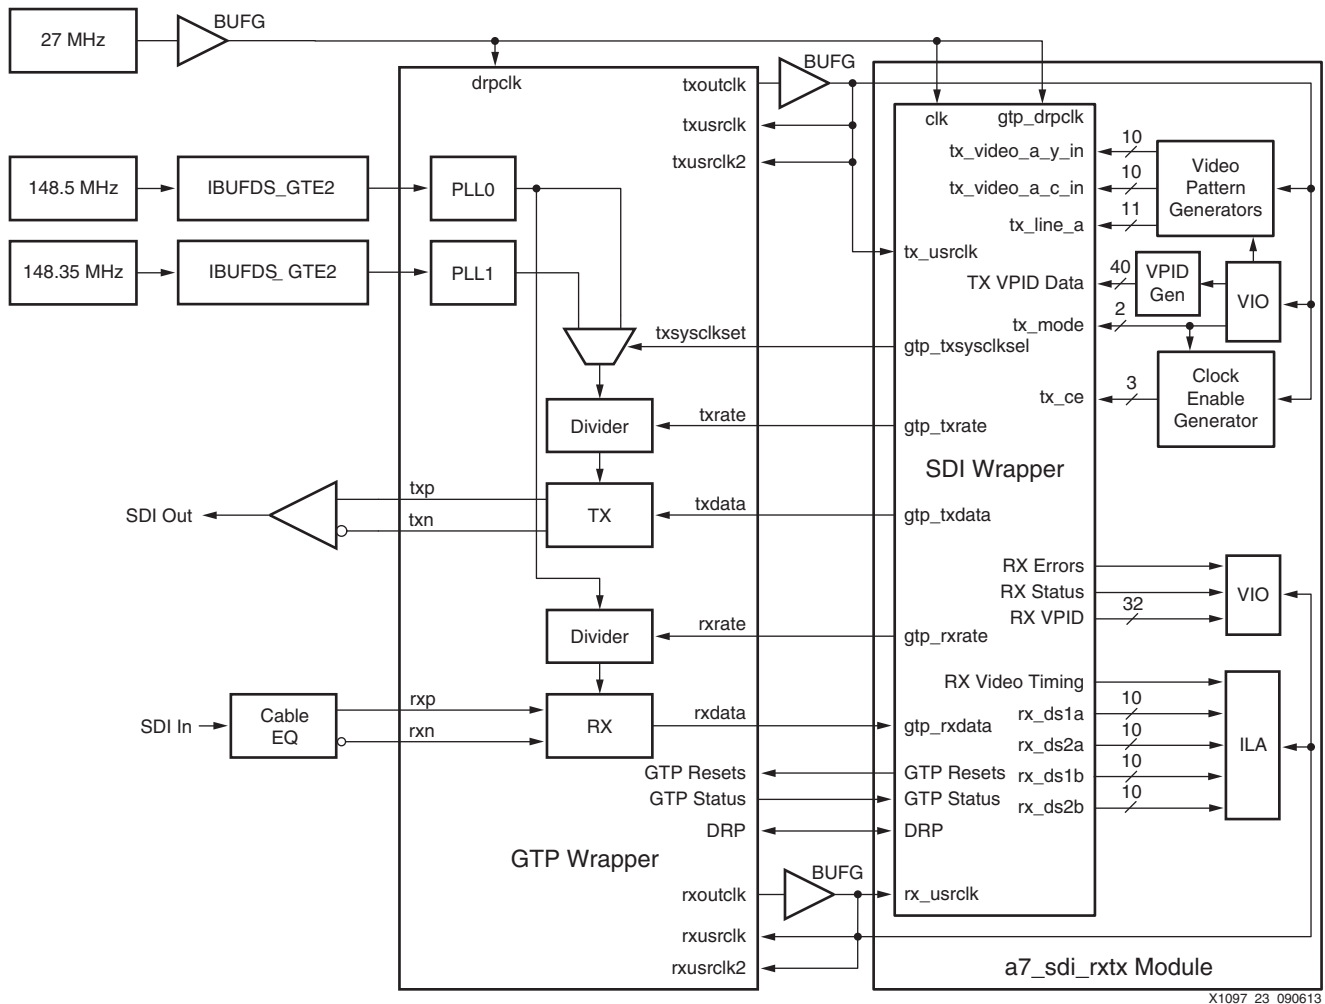 27 MHz
BUFG
drpclk
148.5 MHz
IBUFDS_GTE2
PLL0
148.35 MHz
IBUFDS_ GTE2
PLL1
txoutclk
BUFG
txusrclk
txusrclk2
clk
gtp_drpclk
tx_video_a_y_in
10
tx_video_a_c_in
10
tx_line_a
11
Video
Pattern
Generators
tx_usrclk
TX VPID Data
40
VPID
Gen
VIO
tx_mode
2
txsysclkset
gtp_txsysclksel
tx_ce
3
Clock
Enable
Generator
Divider
txrate
gtp_txrate
SDI Wrapper
SDI Out
txp
txn
TX
txdata
gtp_txdata
RX Errors
RX Status
RX VPID
32
VIO
Divider
rxrate
gtp_rxrate
SDI In
Cable
EQ
rxp
rxn
RX
rxdata
gtp_rxdata
RX Video Timing
rx_ds1a
10
rx_ds2a
10
rx_ds1b
10
rx_ds2b
10
ILA
GTP Resets
GTP Resets
GTP Status
GTP Status
DRP
DRP
GTP Wrapper
rxoutclk
BUFG
rx_usrclk
rxusrclk
rxusrclk2
a7_sdi_rxtx Module
X1097_23_090613